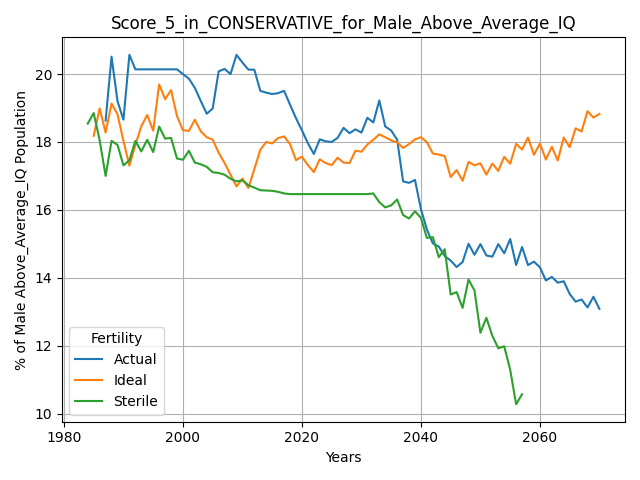 Score_5_in_CONSERVATIVE_for_Male_Above_Average_IQ
% of Male Above_Average_IQ Population
20
18
16
14
12
10
Fertility
Actual
Ideal
Sterile
1980 2000 2020 2040 2060
Years